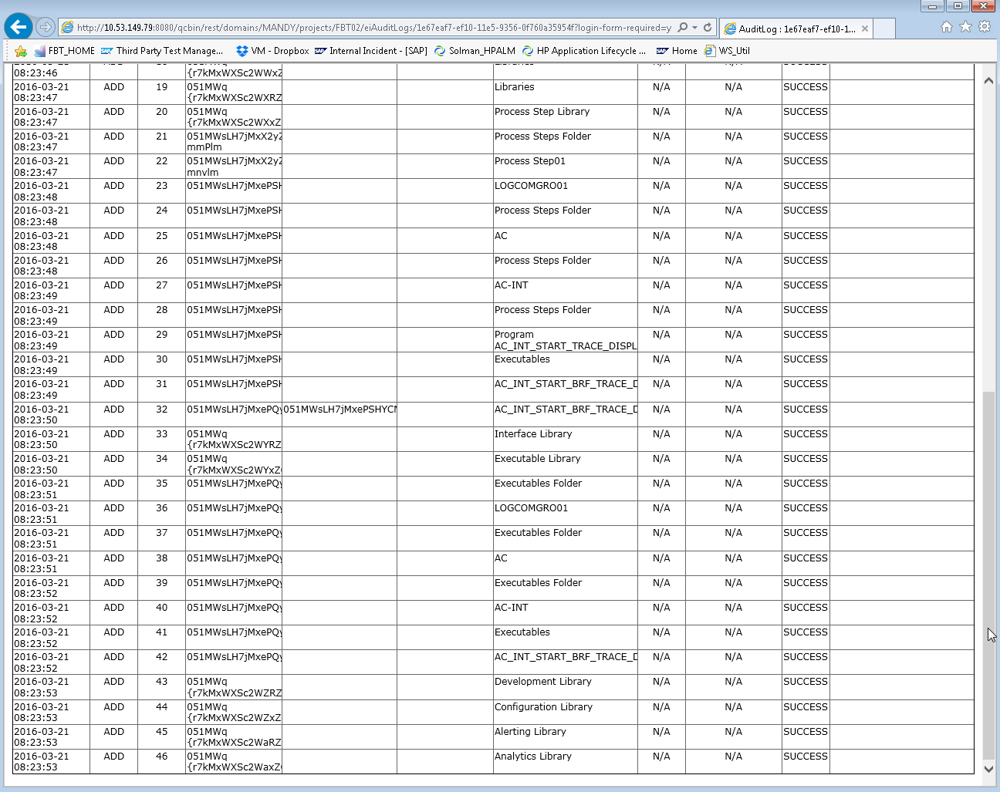 http://10.53.149.79:8080/qcbin/rest/domains/MANDY/projects/FBT02/eiAuditLogs/1e67eaf7-ef10-11e5-9356-0f760a35954f?login-form-required=y
AuditLog : 1e67eaf7-ef10-1...
FBT_HOME Third Party Test Manage... VM - Dropbox Internal Incident - [SAP] Solman_HPALM HP Application Lifecycle ... Home WS_Util
08:23:46 {r7kMxWXSc2WWxZ
2016-03-21 ADD 19 051MWq Libraries N/A N/A SUCCESS
08:23:47 {r7kMxWXSc2WXRZ
2016-03-21 ADD 20 051MWq Process Step Library N/A N/A SUCCESS
08:23:47 {r7kMxWXSc2WXxZ
2016-03-21 ADD 21 051MWsLH7jMxX2yZ Process Steps Folder N/A N/A SUCCESS
08:23:47 mmPlm
2016-03-21 ADD 22 051MWsLH7jMxX2yZ Process Step01 N/A N/A SUCCESS
08:23:47 mnvlm
2016-03-21 ADD 23 051MWsLH7jMxePSH LOGCOMGRO01 N/A N/A SUCCESS
08:23:48
2016-03-21 ADD 24 051MWsLH7jMxePSH Process Steps Folder N/A N/A SUCCESS
08:23:48
2016-03-21 ADD 25 051MWsLH7jMxePSH AC N/A N/A SUCCESS
08:23:48
2016-03-21 ADD 26 051MWsLH7jMxePSH Process Steps Folder N/A N/A SUCCESS
08:23:48
2016-03-21 ADD 27 051MWsLH7jMxePSH AC-INT N/A N/A SUCCESS
08:23:49
2016-03-21 ADD 28 051MWsLH7jMxePSH Process Steps Folder N/A N/A SUCCESS
08:23:49
2016-03-21 ADD 29 051MWsLH7jMxePSH Program N/A N/A SUCCESS
08:23:49 AC_INT_START_TRACE_DISPL
2016-03-21 ADD 30 051MWsLH7jMxePSH Executables N/A N/A SUCCESS
08:23:49
2016-03-21 ADD 31 051MWsLH7jMxePSH AC_INT_START_BRF_TRACE_D N/A N/A SUCCESS
08:23:49
2016-03-21 ADD 32 051MWsLH7jMxePQy 051MWsLH7jMxePSHYCN AC_INT_START_BRF_TRACE_D N/A N/A SUCCESS
08:23:50
2016-03-21 ADD 33 051MWq Interface Library N/A N/A SUCCESS
08:23:50 {r7kMxWXSc2WYRZ
2016-03-21 ADD 34 051MWq Executable Library N/A N/A SUCCESS
08:23:50 {r7kMxWXSc2WYxZ
2016-03-21 ADD 35 051MWsLH7jMxePQy Executables Folder N/A N/A SUCCESS
08:23:51
2016-03-21 ADD 36 051MWsLH7jMxePQy LOGCOMGRO01 N/A N/A SUCCESS
08:23:51
2016-03-21 ADD 37 051MWsLH7jMxePQy Executables Folder N/A N/A SUCCESS
08:23:51
2016-03-21 ADD 38 051MWsLH7jMxePQy AC N/A N/A SUCCESS
08:23:51
2016-03-21 ADD 39 051MWsLH7jMxePQy Executables Folder N/A N/A SUCCESS
08:23:52
2016-03-21 ADD 40 051MWsLH7jMxePQy AC-INT N/A N/A SUCCESS
08:23:52
2016-03-21 ADD 41 051MWsLH7jMxePQy Executables N/A N/A SUCCESS
08:23:52
2016-03-21 ADD 42 051MWsLH7jMxePQy AC_INT_START_BRF_TRACE_D N/A N/A SUCCESS
08:23:52
2016-03-21 ADD 43 051MWq Development Library N/A N/A SUCCESS
08:23:53 {r7kMxWXSc2WZRZ
2016-03-21 ADD 44 051MWq Configuration Library N/A N/A SUCCESS
08:23:53 {r7kMxWXSc2WZxZ
2016-03-21 ADD 45 051MWq Alerting Library N/A N/A SUCCESS
08:23:53 {r7kMxWXSc2WaRZ
2016-03-21 ADD 46 051MWq Analytics Library N/A N/A SUCCESS
08:23:53 {r7kMxWXSc2WaxZ